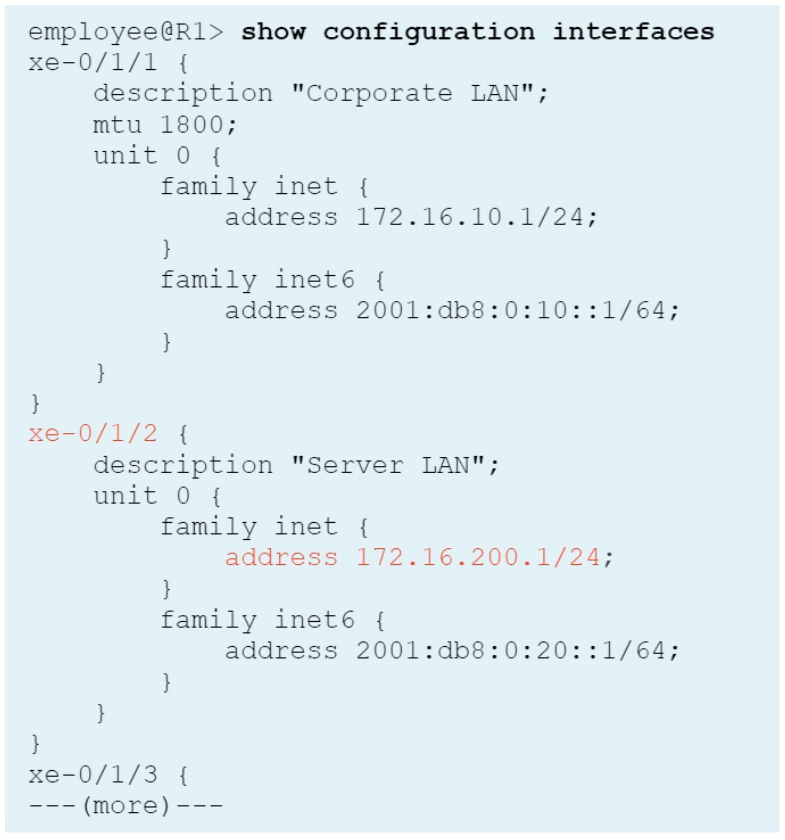 employee@R1> show configuration interfaces
xe-0/1/1 {
    description "Corporate LAN";
    mtu 1800;
    unit 0 {
        family inet {
            address 172.16.10.1/24;
        }
        family inet6 {
            address 2001:db8:0:10::1/64;
        }
    }
}
xe-0/1/2 {
    description "Server LAN";
    unit 0 {
        family inet {
            address 172.16.200.1/24;
        }
        family inet6 {
            address 2001:db8:0:20::1/64;
        }
    }
}
xe-0/1/3 {
---(more)---